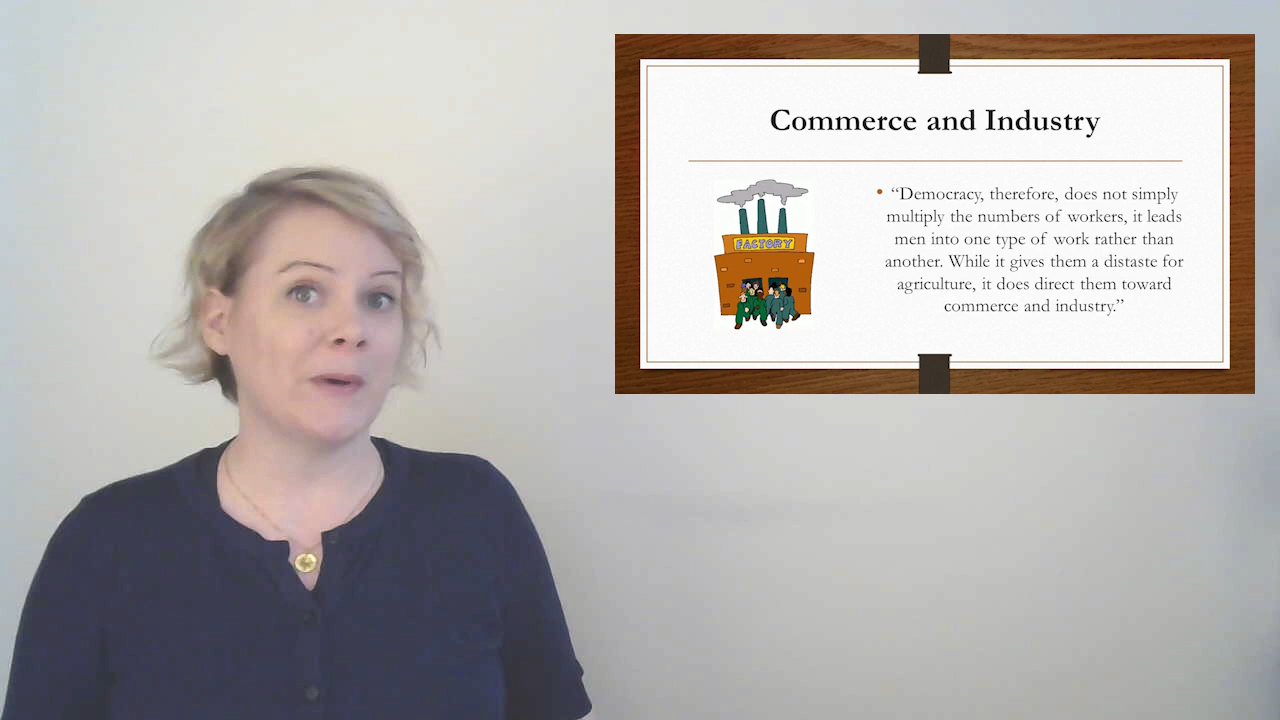 Commerce and Industry
FACTORY
“Democracy, therefore, does not simply
multiply the numbers of workers, it leads
men into one type of work rather than
another. While it gives them a distaste for
agriculture, it does direct them toward
commerce and industry.”